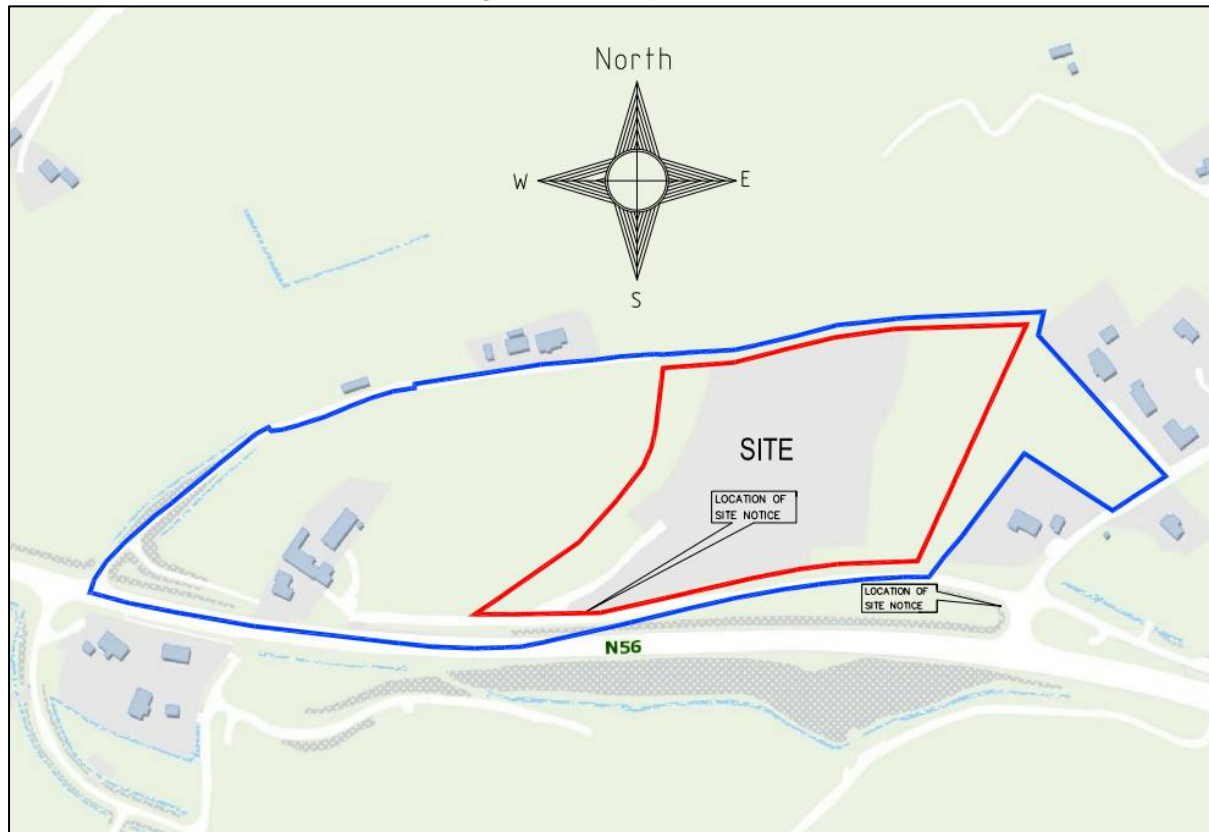 North
W
E
S
SITE
LOCATION OF
SITE NOTICE
LOCATION OF
SITE NOTICE
N56